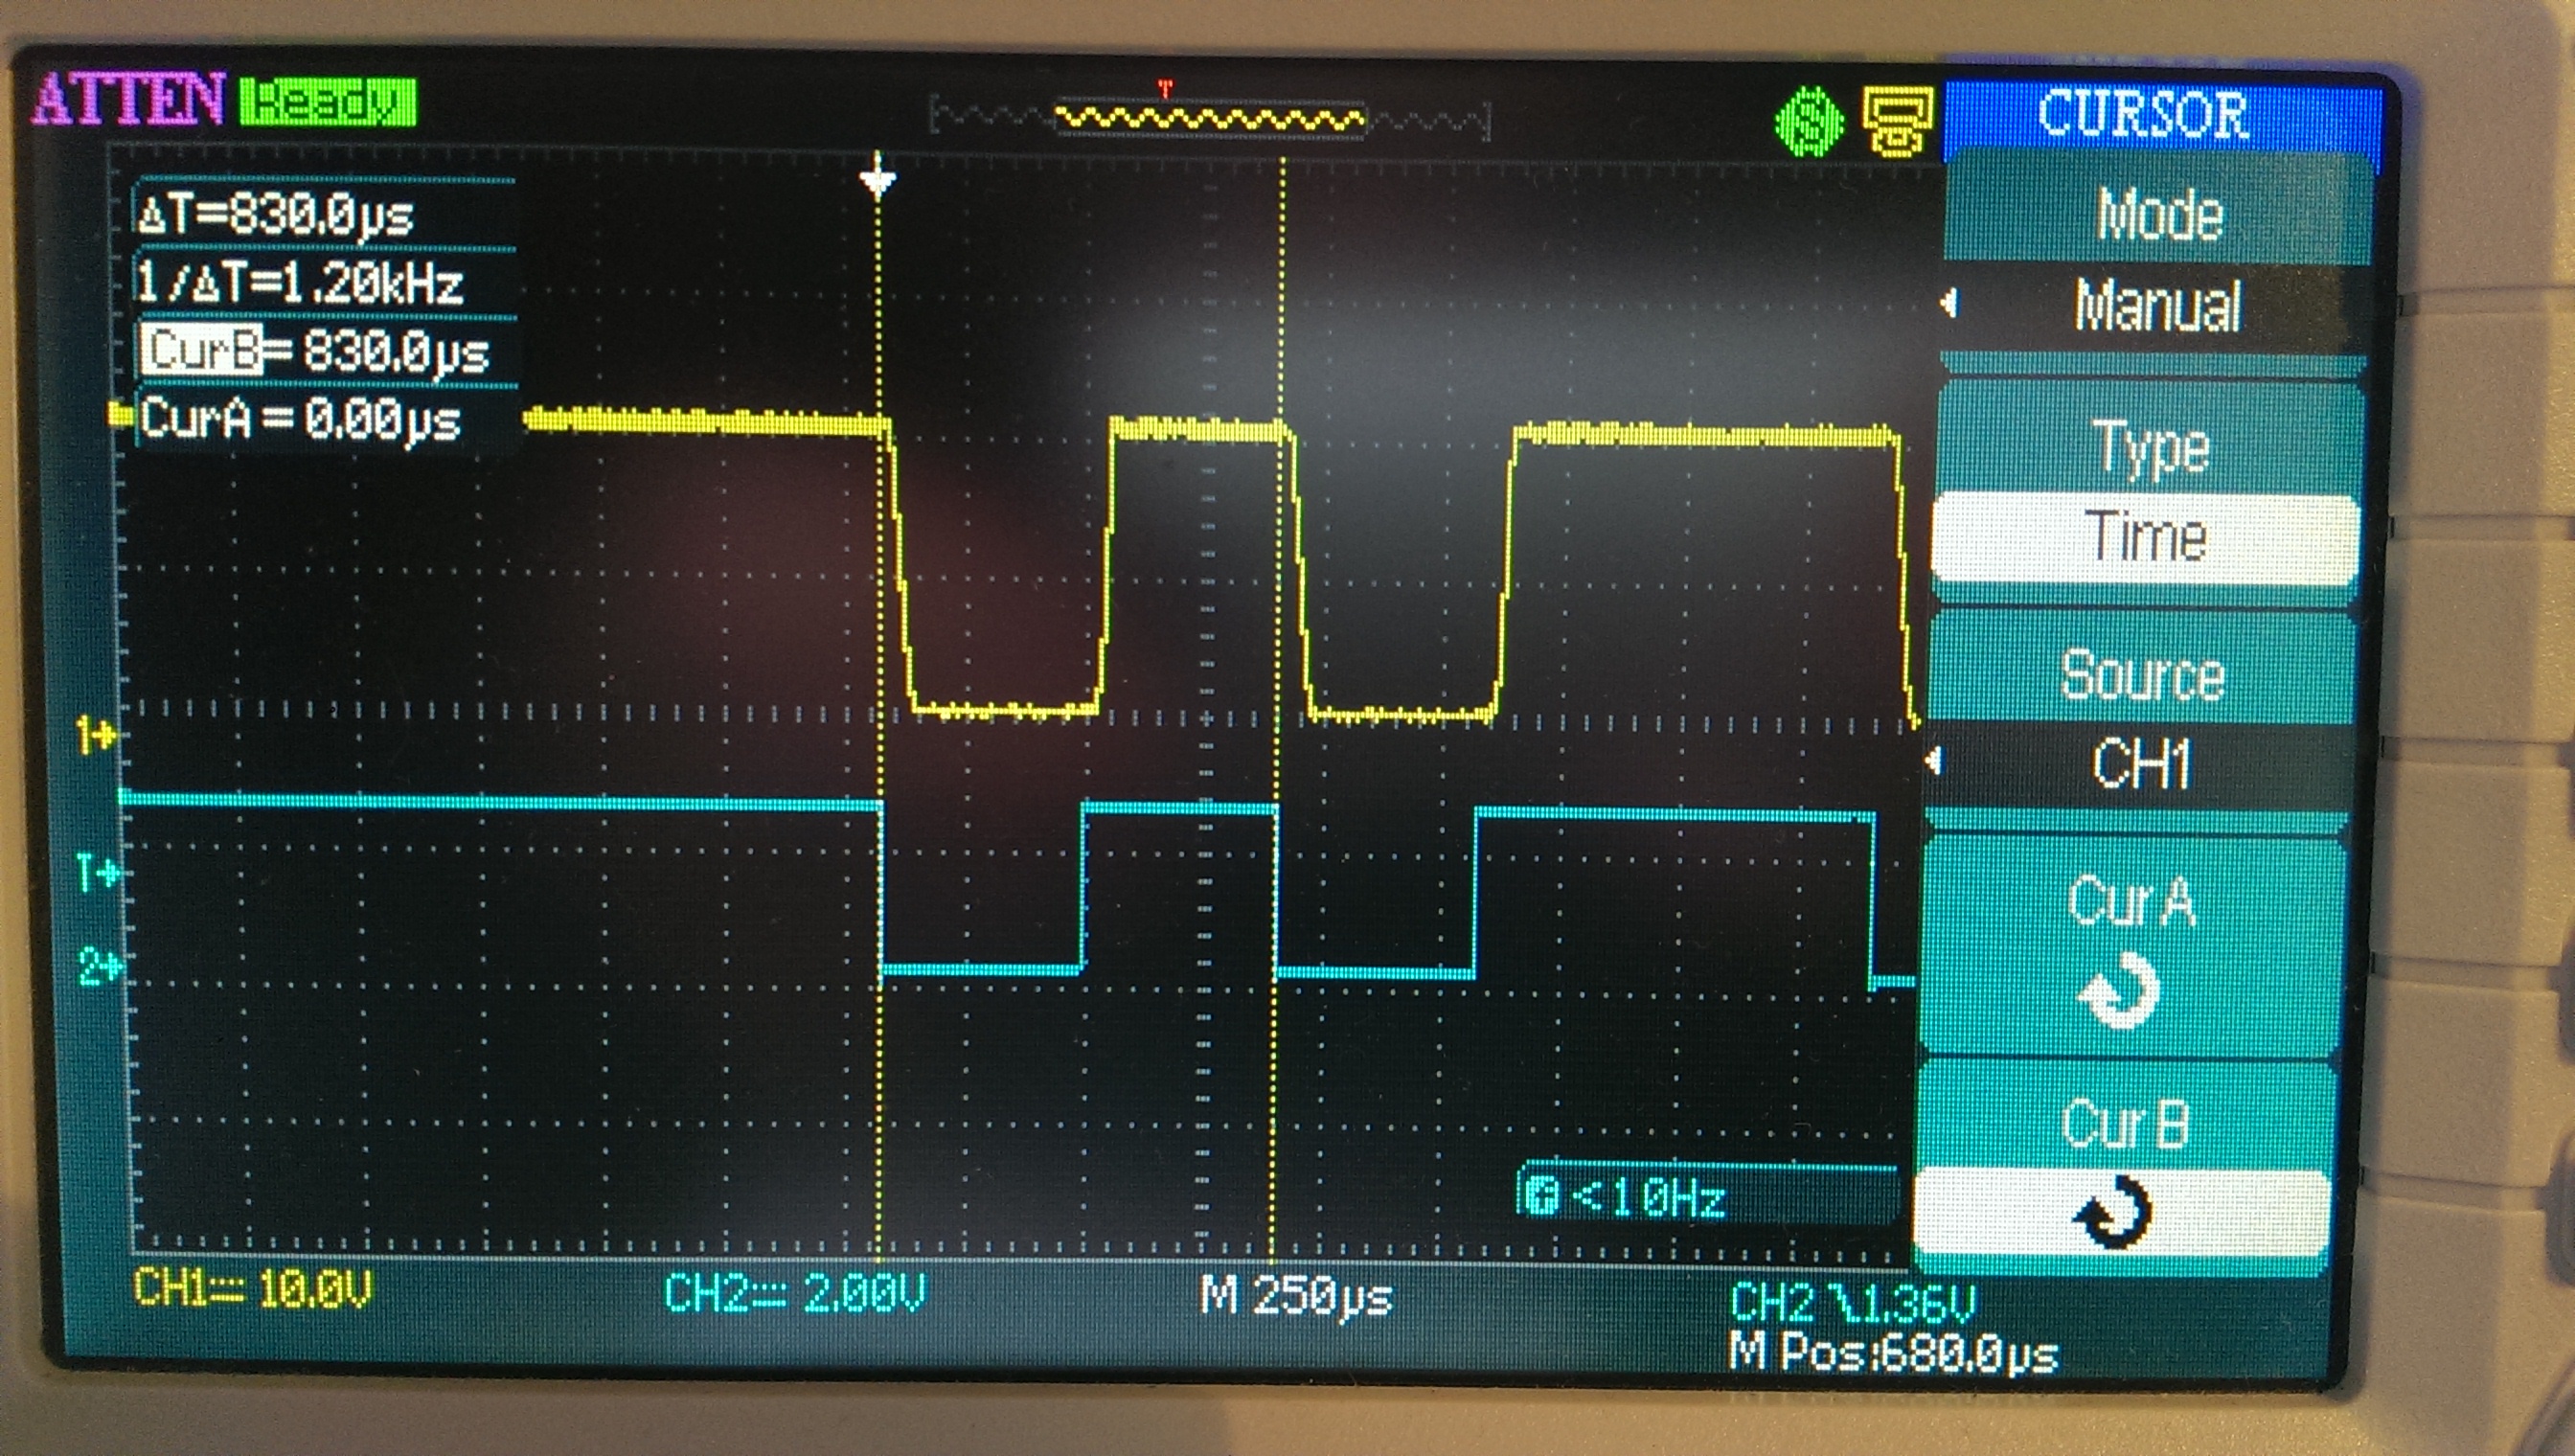 ATTEN Ready
T
CURSOR
ΔT=830.0µs
1/ΔT=1.20kHz
CurB= 830.0µs
CurA = 0.00µs
Mode
Manual
Type
Time
Source
CH1
Cur A
Cur B
1
T
2
<10Hz
CH1 10.0V CH2 2.00V M 250µs CH2 1.36V
M Pos:680.0µs